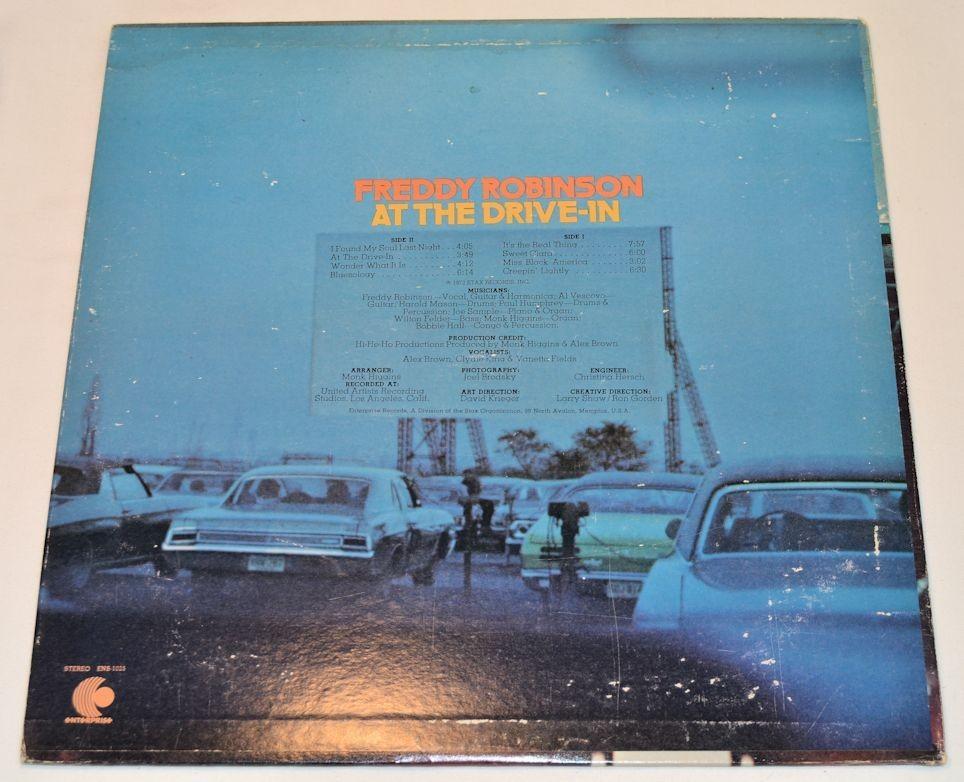 FREDDY ROBINSON
AT THE DRIVE-IN
SIDE II
I Found My Soul Last Night . . . 4:05
At The Drive-In . . . . . . . . . . . 3:49
Wonder What It Is . . . . . . . . 4:12
Bluesology . . . . . . . . . . . . . . . 6:14
SIDE I
It's the Real Thing . . . . . . . . . 7:57
Sweet Clara . . . . . . . . . . . . . . 6:00
Miss Black America . . . . . . . . 3:02
Creepin' Lightly . . . . . . . . . . . 6:30
℗ 1972 STAX RECORDS, INC.
MUSICIANS:
Freddy Robinson—Vocal, Guitar & Harmonica; Al Vescovo—
Guitar; Harold Mason—Drums; Paul Humphrey—Drums &
Percussion; Joe Sample—Piano & Organ;
Wilton Felder—Bass; Monk Higgins—Organ;
Bobbie Hall—Congo & Percussion.
PRODUCTION CREDIT:
Hi-He-Ho Productions Produced by Monk Higgins & Alex Brown
VOCALISTS:
Alex Brown, Clydie King & Vanetta Fields
ARRANGER:
Monk Higgins
RECORDED AT:
United Artists Recording
Studios, Los Angeles, Calif.
PHOTOGRAPHY:
Joel Brodsky
ART DIRECTION:
David Krieger
ENGINEER:
Christina Hersch
CREATIVE DIRECTION:
Larry Shaw/Ron Gorden
Enterprise Records, A Division of the Stax Organization, 98 North Avalon, Memphis, U.S.A.
STEREO ENS-1025
ENTERPRISE